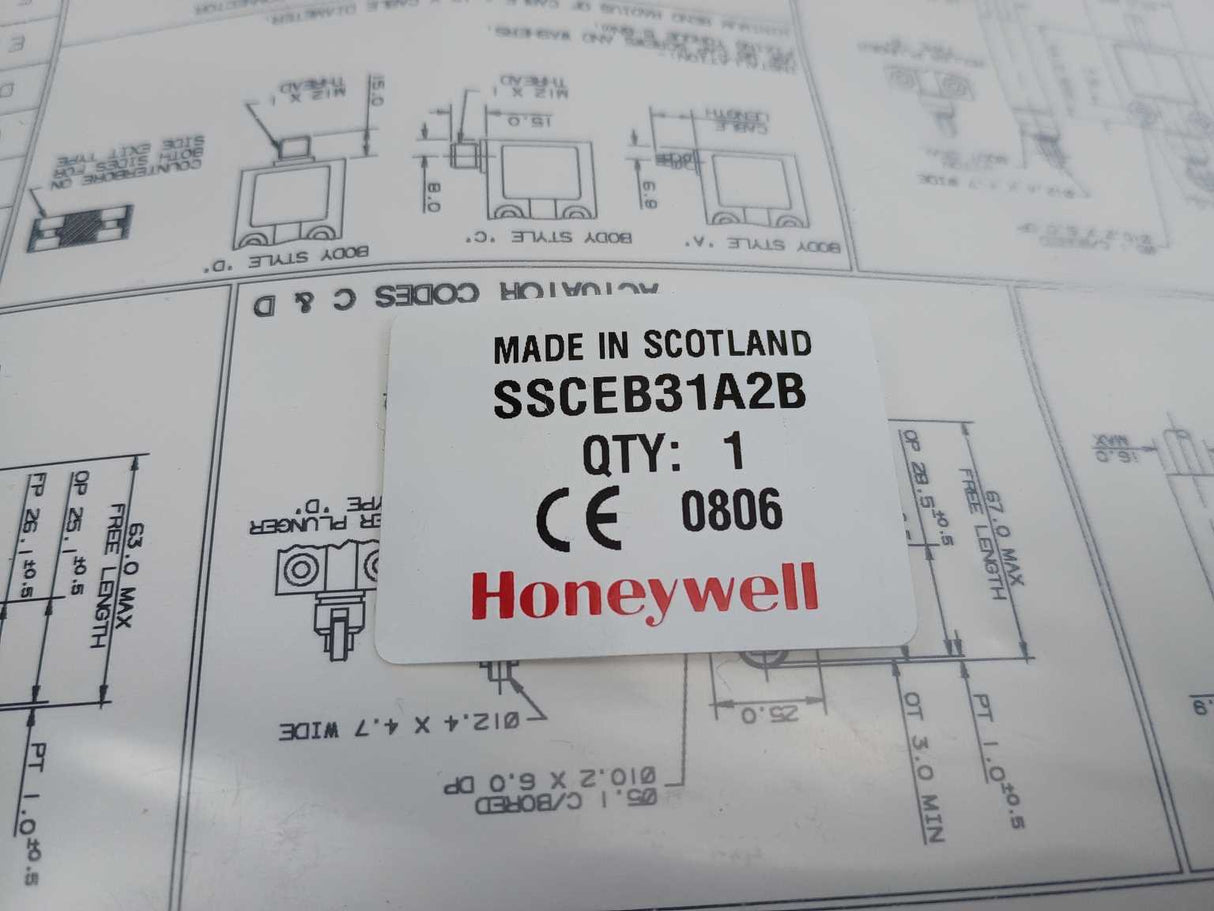 MADE IN SCOTLAND
SSCEB31A2B
QTY: 1
CE 0806
Honeywell
ACTUATOR CODES C & D
BODY STYLE 'D'
BODY STYLE 'C'
BODY STYLE 'A'
COUNTERBORE ON
BOTH SIDES FOR
SIDE EXIT TYPE
M12 X 1
THREAD
15.0
M12 X 1
THREAD
15.0
8.0
CABLE
LENGTH
6.8
63.0 MAX
FREE LENGTH
OP 25.1±0.5
FP 26.1±0.5
PT 1.0±0.5
67.0 MAX
FREE LENGTH
OP 28.5±0.5
PT 1.0±0.5
OT 3.0 MIN
25.0
PLUNGER
'D'
Ø12.4 X 4.7 WIDE
Ø5.1 C/BORED
Ø10.2 X 6.0 DP
16.0
MAX